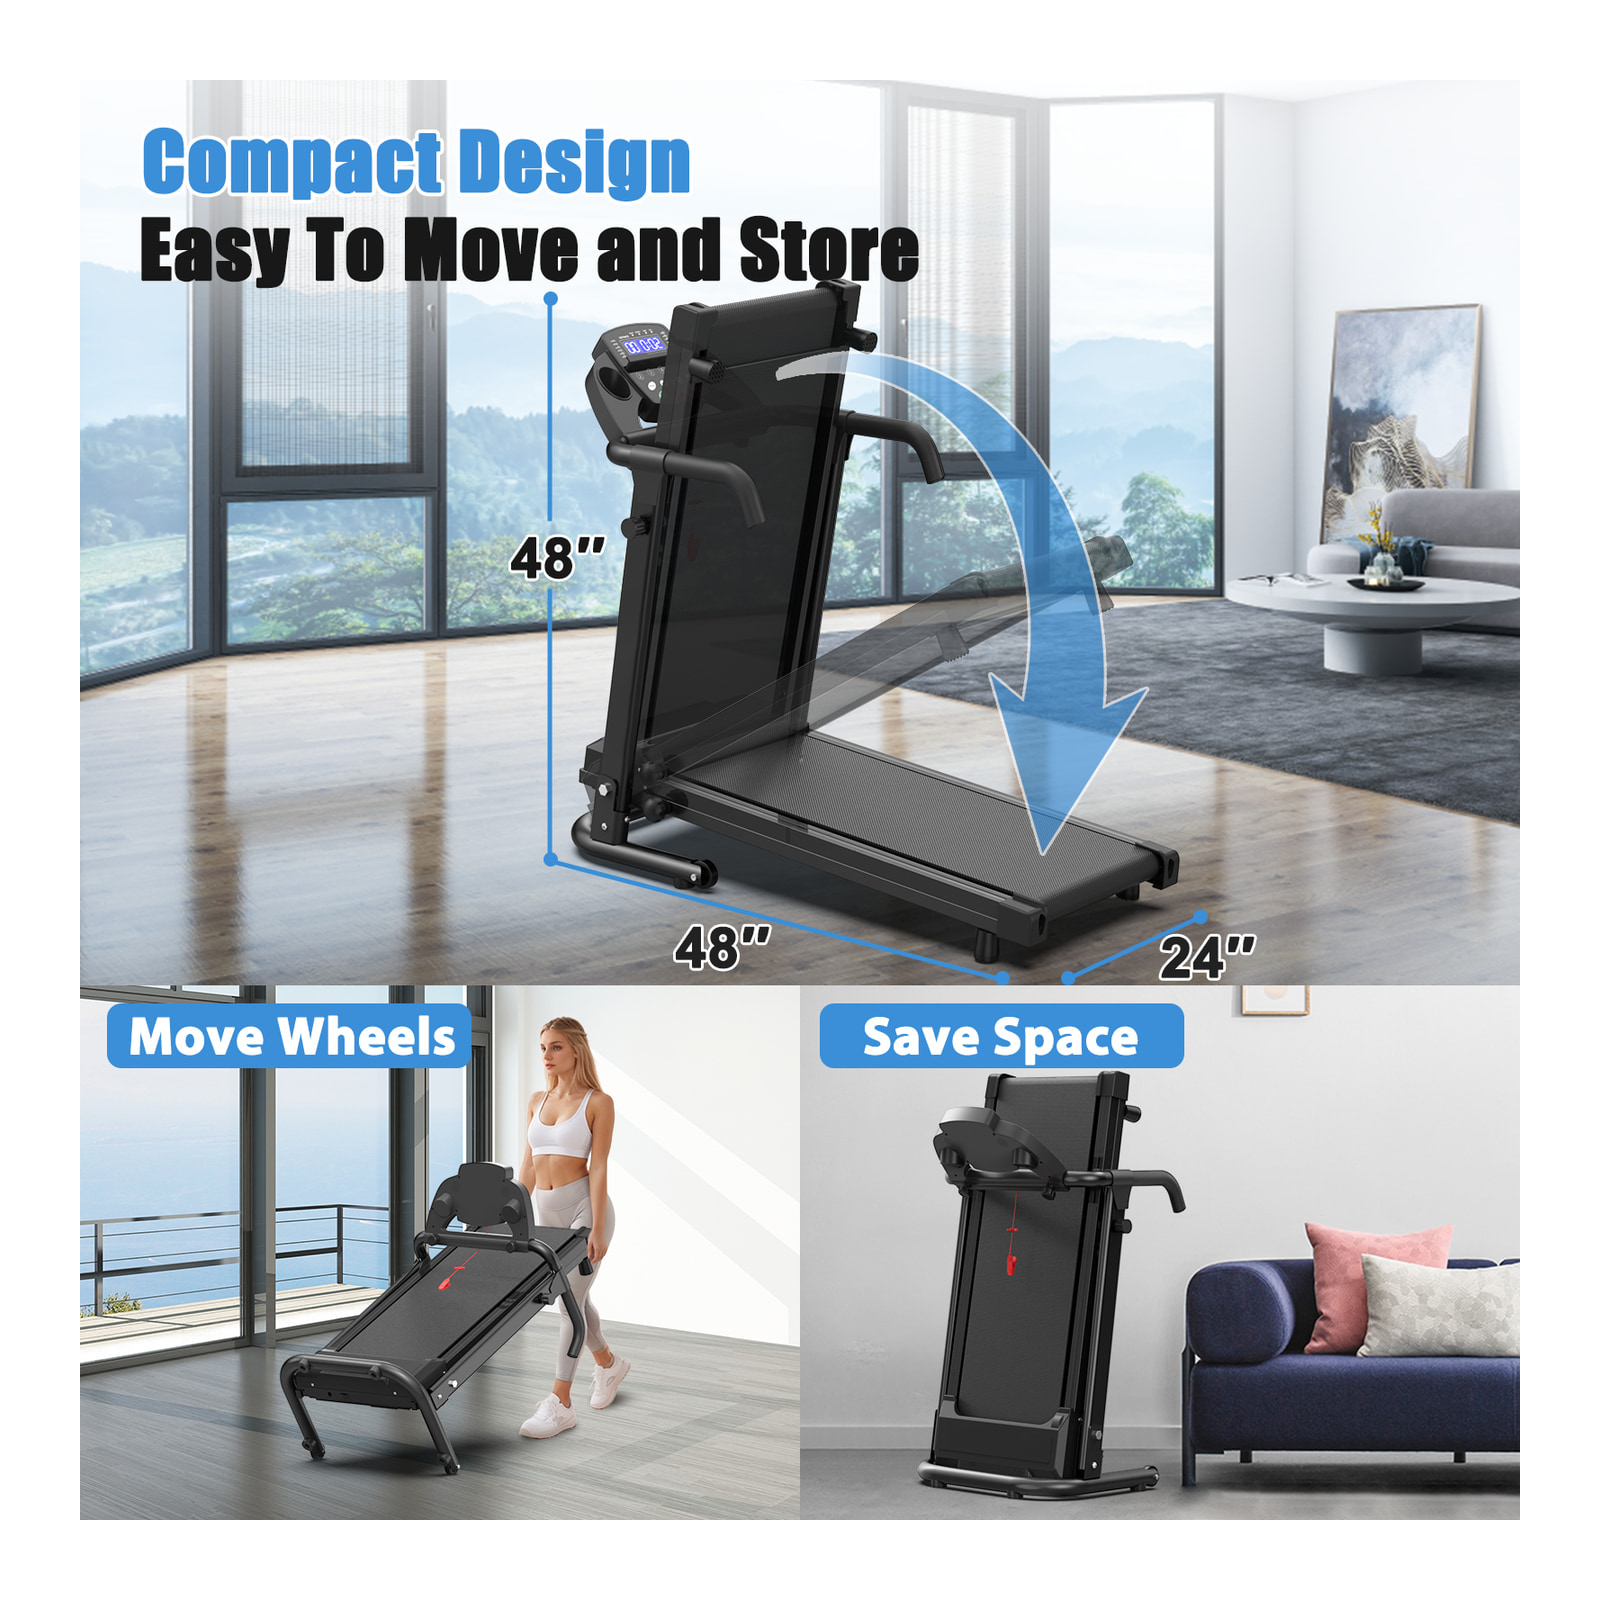 Compact Design
Easy To Move and Store
48"
48"
24"
Move Wheels
Save Space